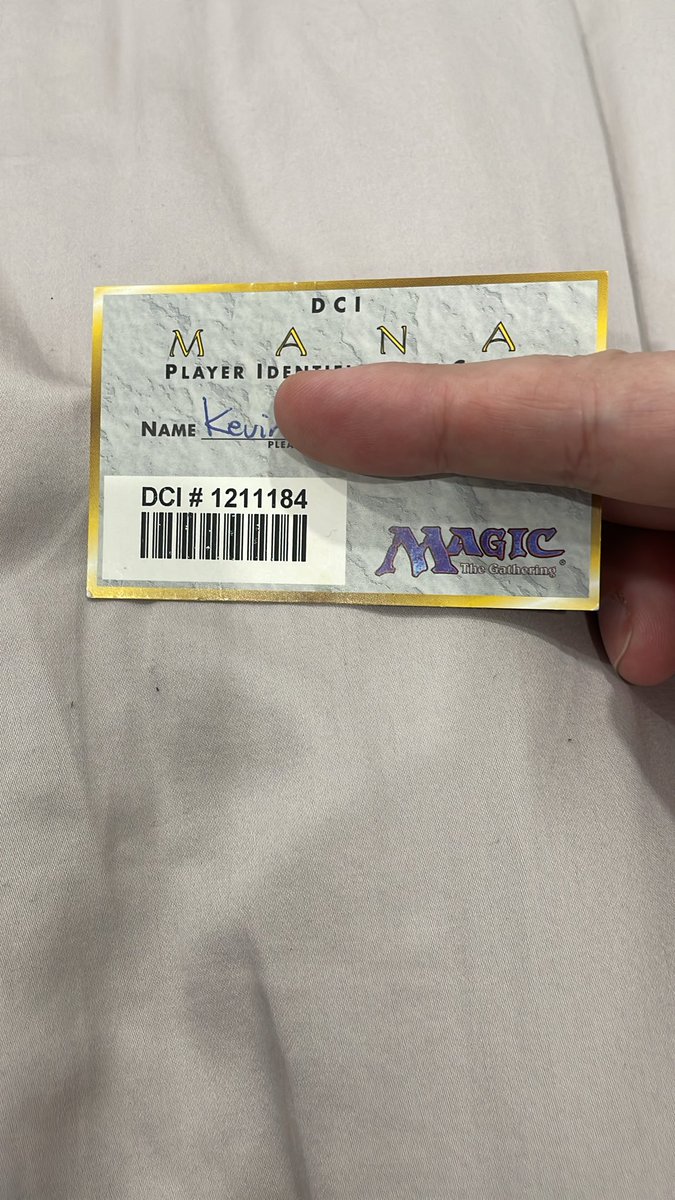 DCI
MANA
PLAYER
NAME
DCI # 1211184
MAGIC
The Gathering®